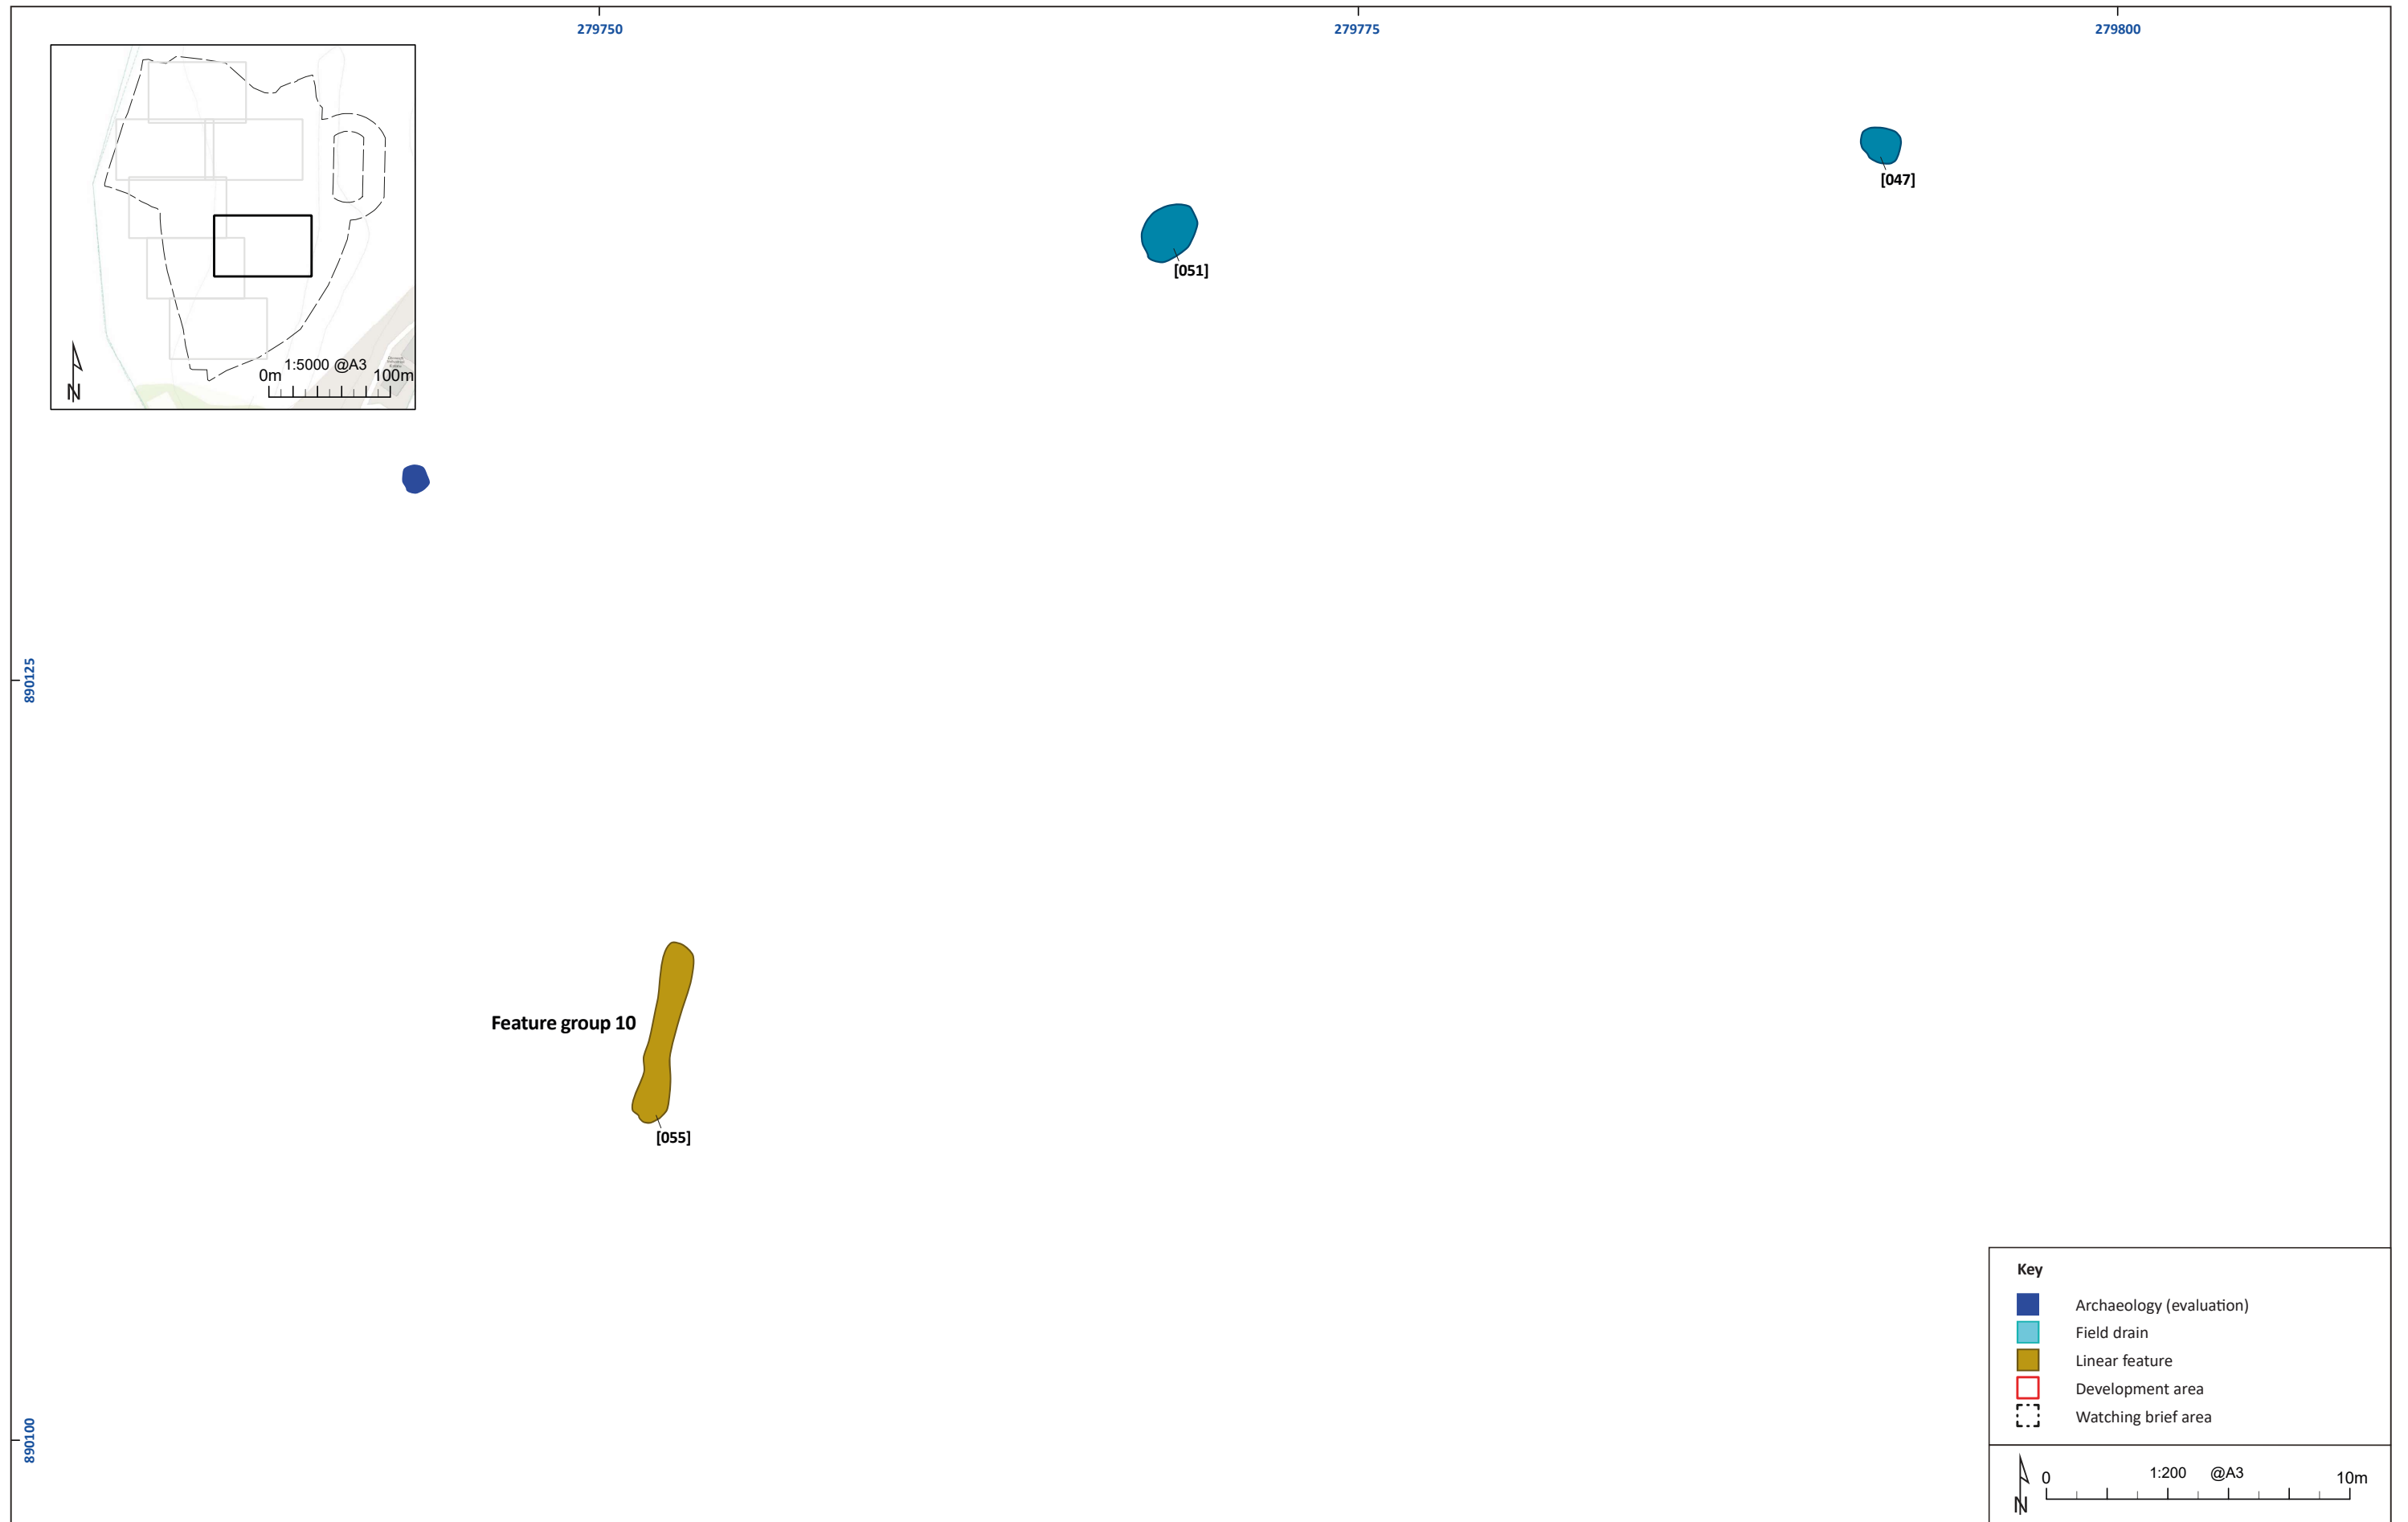 279750
279775
279800
1:5000 @A3
0m
100m
N
[047]
[051]
890125
Feature group 10
[055]
890100
Key
Archaeology (evaluation)
Field drain
Linear feature
Development area
Watching brief area
N
0
1:200 @A3
10m